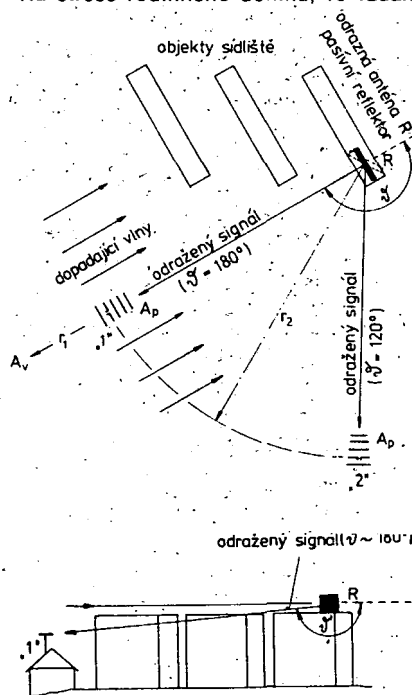 objekty sídliště
odrazná anténa
pasivní reflektor R
R
ϑ
dopadající vlny
odražený signál
(ϑ = 180°)
r₁
Aᵥ
„1"
Aₚ
r₂
odražený signál
(ϑ = 120°)
Aₚ
„2"
odražený signál (ϑ ~
R
ϑ
„1"